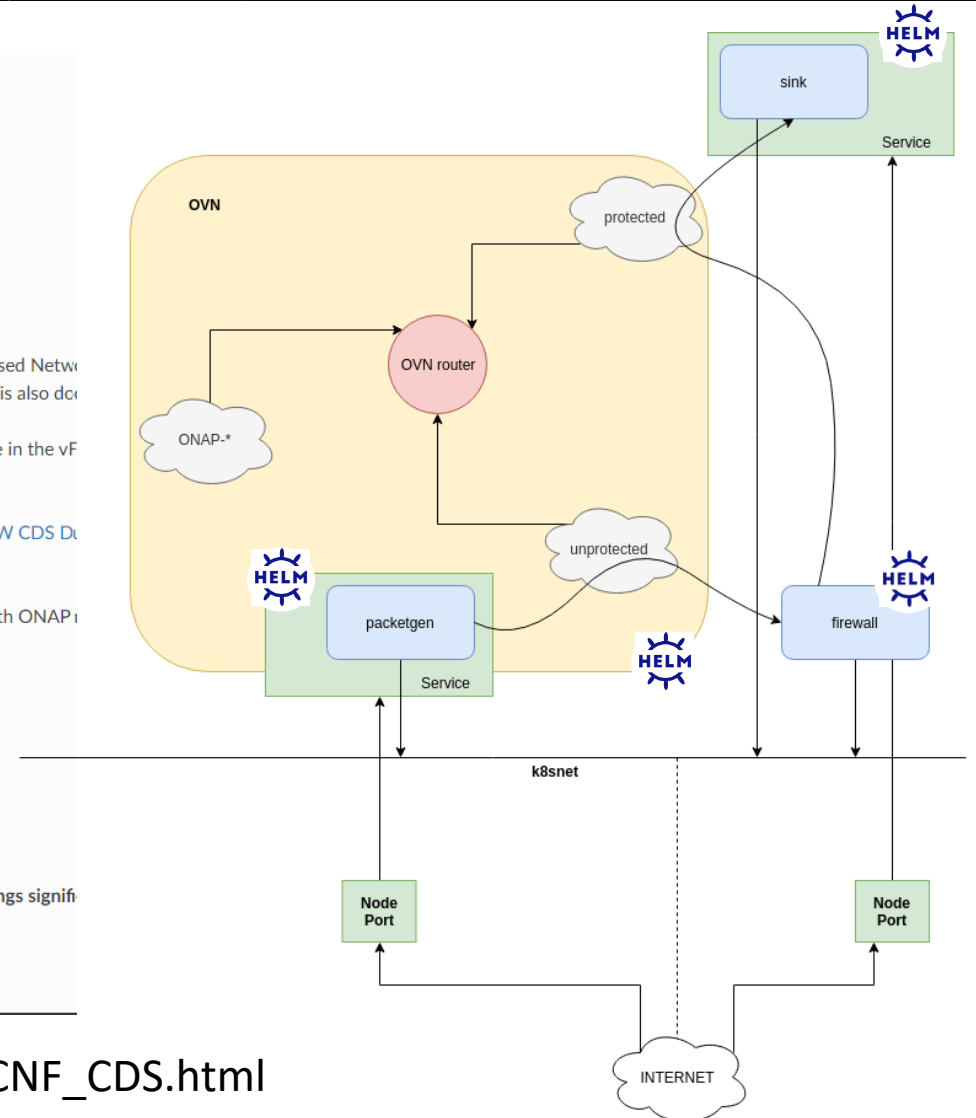 HELM
sink
Service
OVN
protected
sed Netw
is also do
OVN router
ONAP-*
e in the vF
W CDS Du
unprotected
HELM
HELM
th ONAP
packetgen
firewall
HELM
Service
k8snet
ngs signifi
Node
Port
Node
Port
INTERNET
CNF_CDS.html